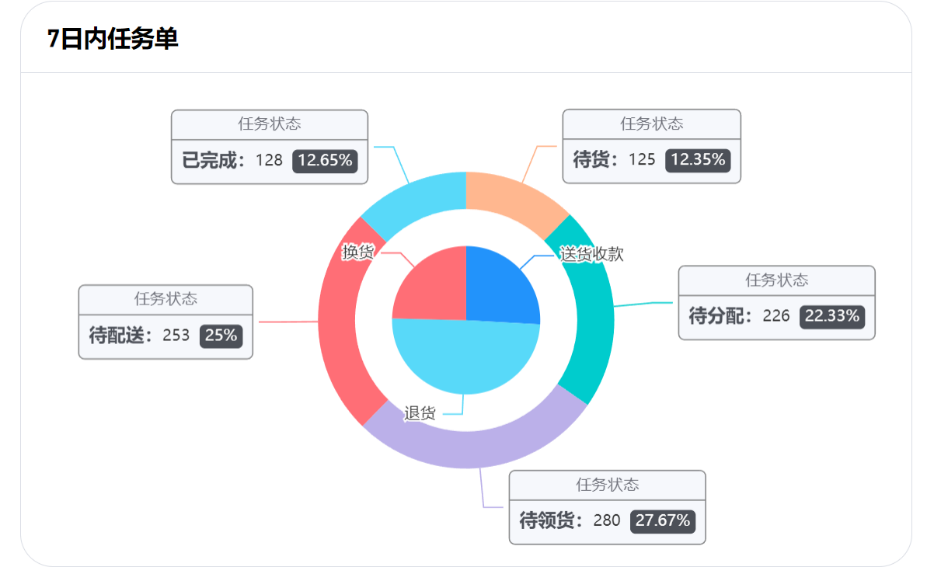 7日内任务单
任务状态
已完成：128 12.65%
任务状态
待货：125 12.35%
换货
送货收款
任务状态
待分配：226 22.33%
任务状态
待配送：253 25%
退货
任务状态
待领货：280 27.67%